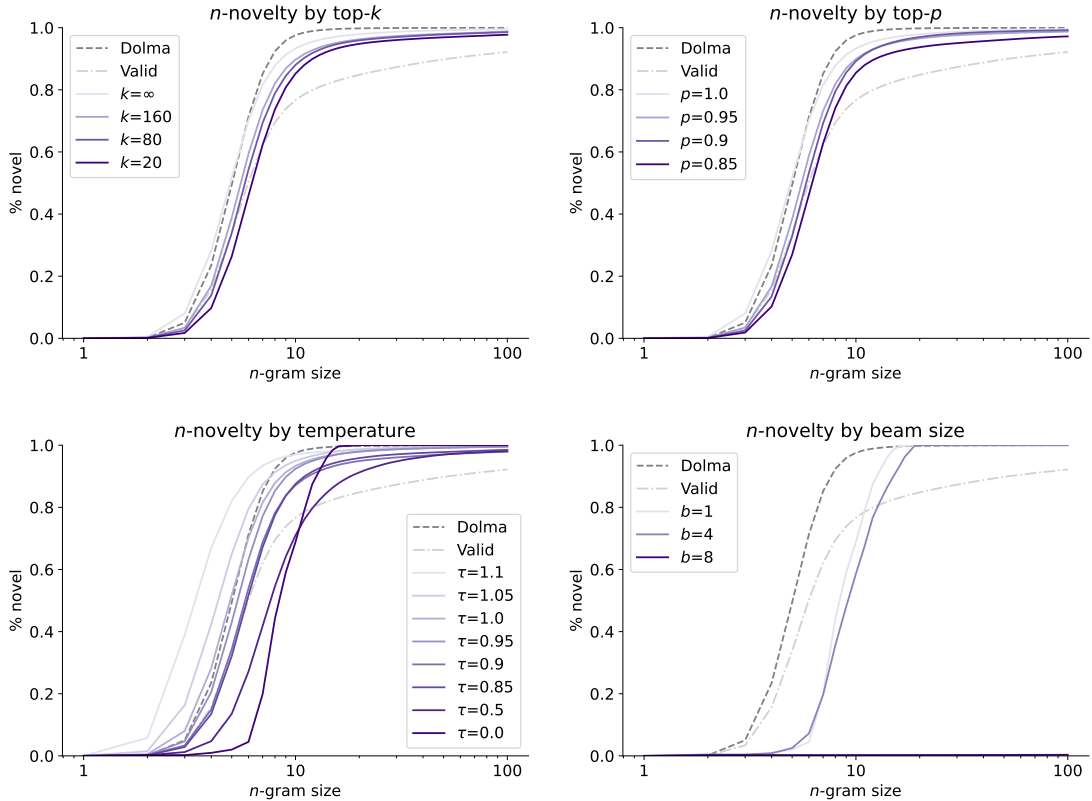 n-novelty by top-k
1.0
0.8
0.6
0.4
0.2
0.0
% novel
Dolma
Valid
k=∞
k=160
k=80
k=20
1
10
100
n-gram size
n-novelty by top-p
1.0
0.8
0.6
0.4
0.2
0.0
% novel
Dolma
Valid
p=1.0
p=0.95
p=0.9
p=0.85
1
10
100
n-gram size
n-novelty by temperature
1.0
0.8
0.6
0.4
0.2
0.0
% novel
Dolma
Valid
τ=1.1
τ=1.05
τ=1.0
τ=0.95
τ=0.9
τ=0.85
τ=0.5
τ=0.0
1
10
100
n-gram size
n-novelty by beam size
1.0
0.8
0.6
0.4
0.2
0.0
% novel
Dolma
Valid
b=1
b=4
b=8
1
10
100
n-gram size